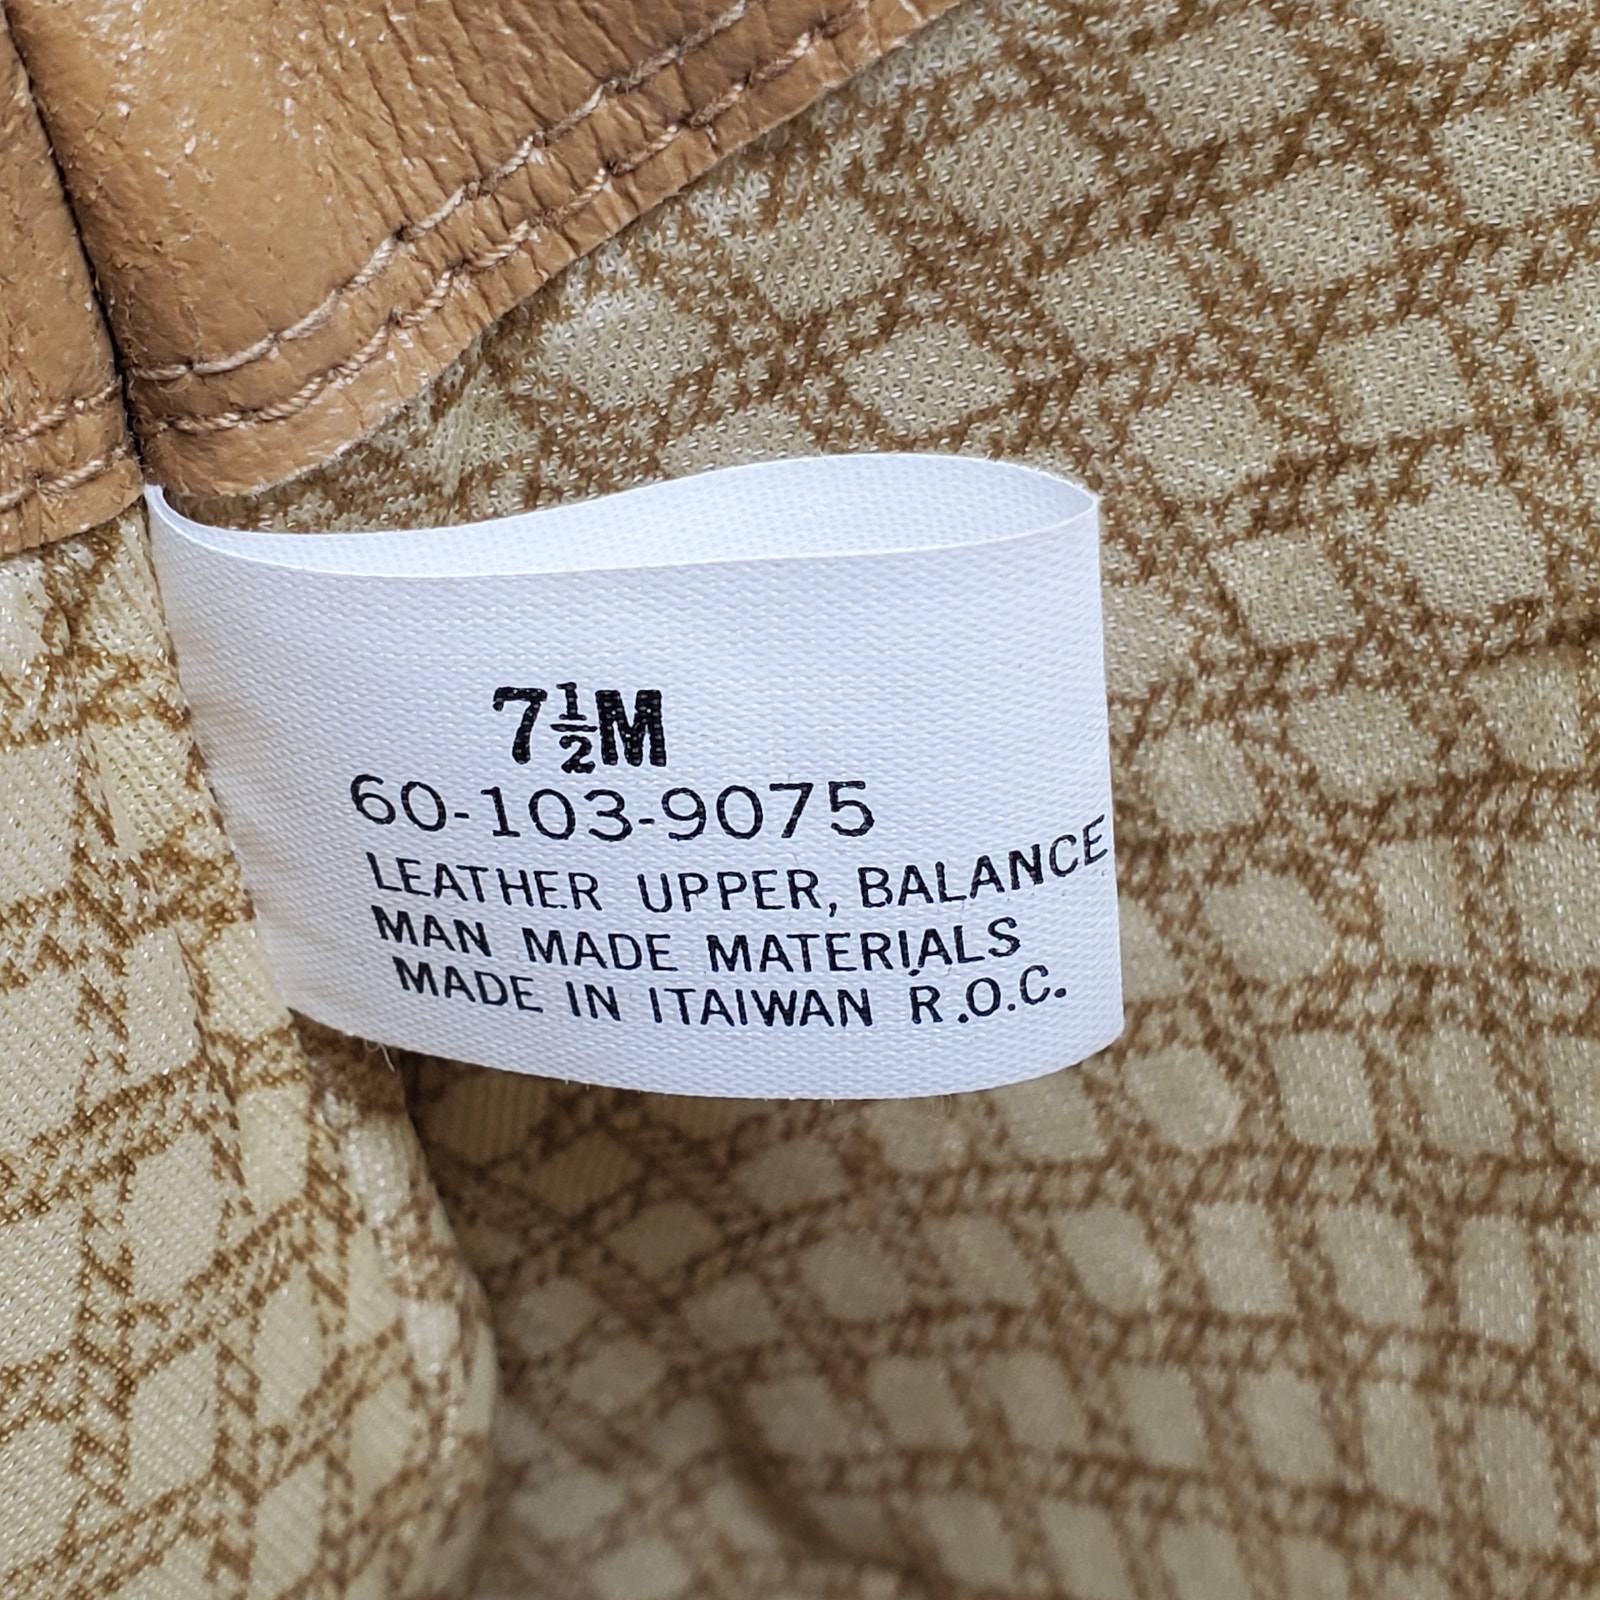 7½M
60-103-9075
LEATHER UPPER, BALANCE
MAN MADE MATERIALS
MADE IN ITAIWAN R.O.C.